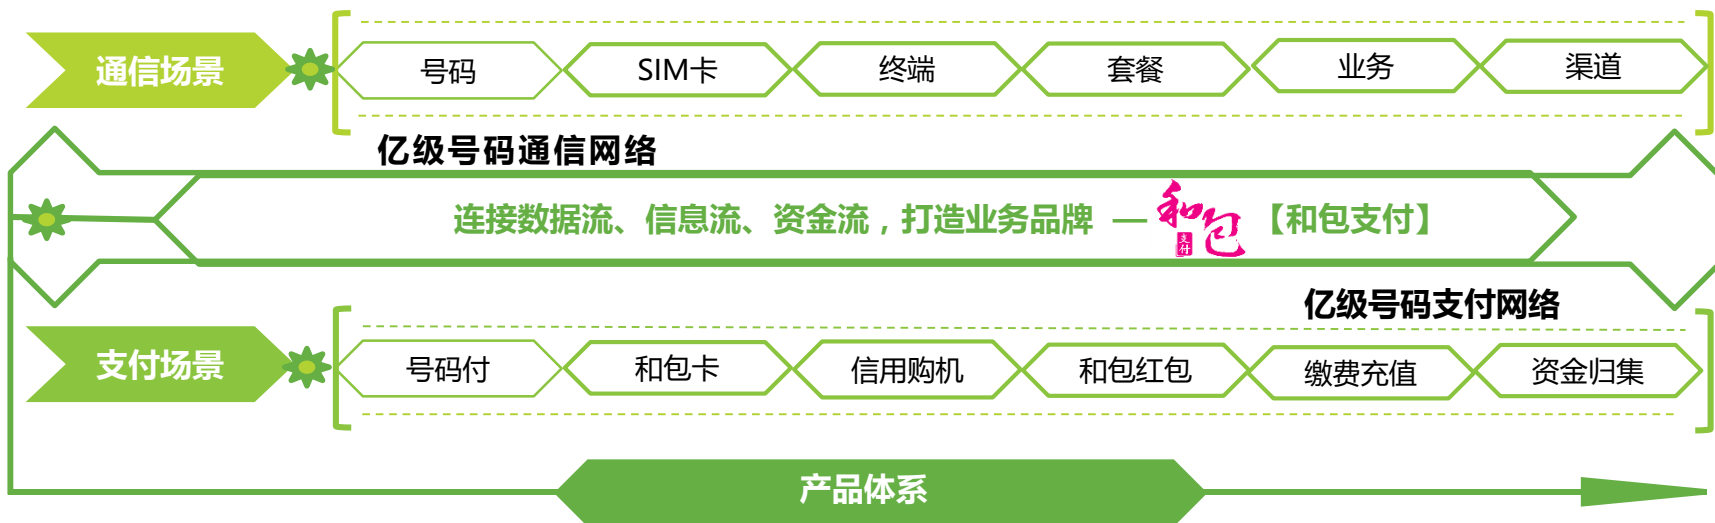 通信场景
号码 SIM卡 终端 套餐 业务 渠道
亿级号码通信网络
连接数据流、信息流、资金流，打造业务品牌 — 和包 支付 【和包支付】
亿级号码支付网络
支付场景
号码付 和包卡 信用购机 和包红包 缴费充值 资金归集
产品体系